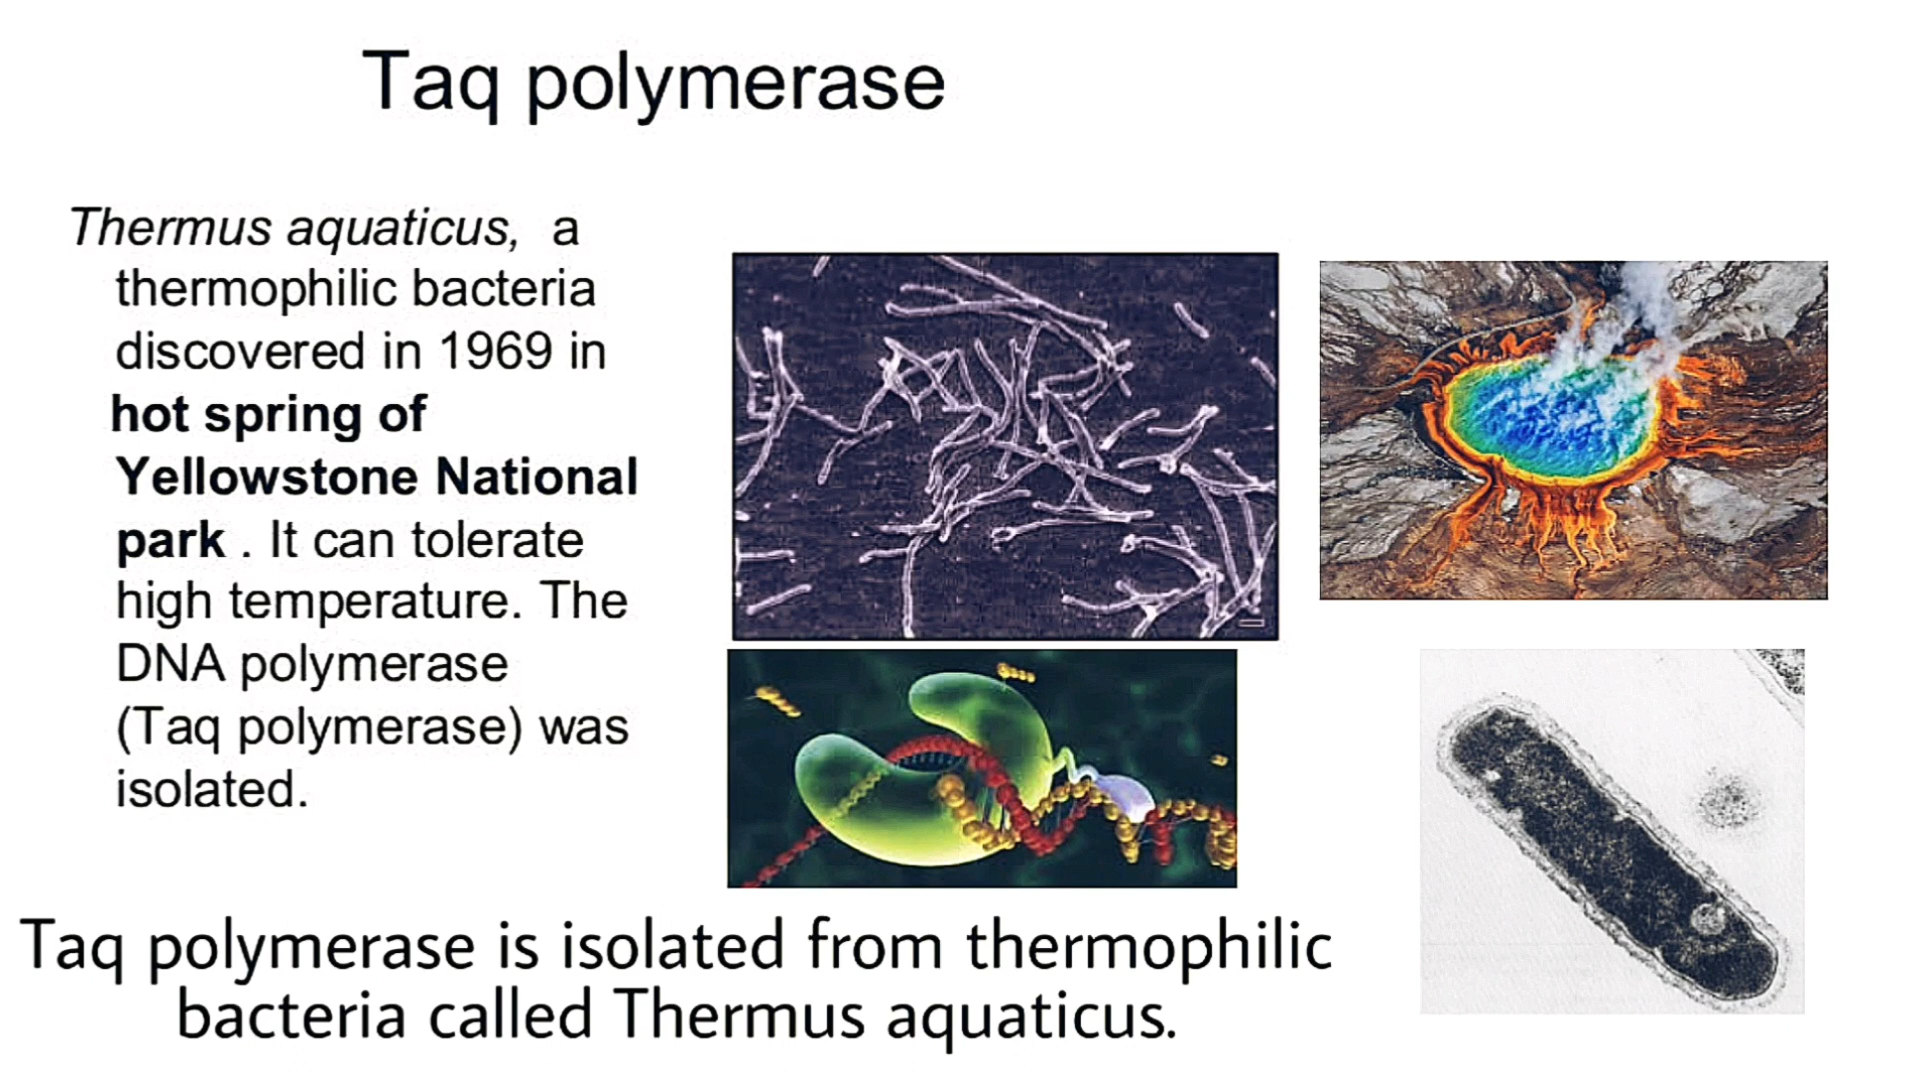 Taq polymerase
Thermus aquaticus, a
thermophilic bacteria
discovered in 1969 in
hot spring of
Yellowstone National
park . It can tolerate
high temperature. The
DNA polymerase
(Taq polymerase) was
isolated.
Taq polymerase is isolated from thermophilic
bacteria called Thermus aquaticus.